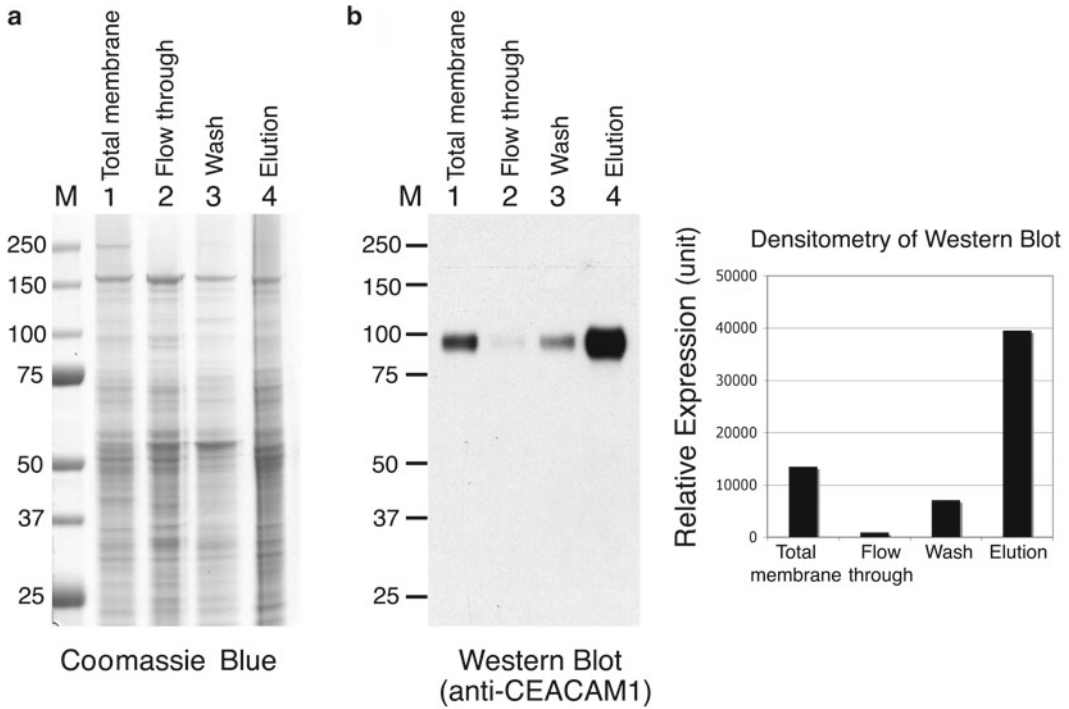 a
Total membrane
Flow through
Wash
Elution
M 1 2 3 4
250
150
100
75
50
37
25
Coomassie Blue
b
Total membrane
Flow through
Wash
Elution
M 1 2 3 4
250
150
100
75
50
37
25
Western Blot
(anti-CEACAM1)
Densitometry of Western Blot
Relative Expression (unit)
50000
40000
30000
20000
10000
0
Total
membrane
Flow
through
Wash
Elution